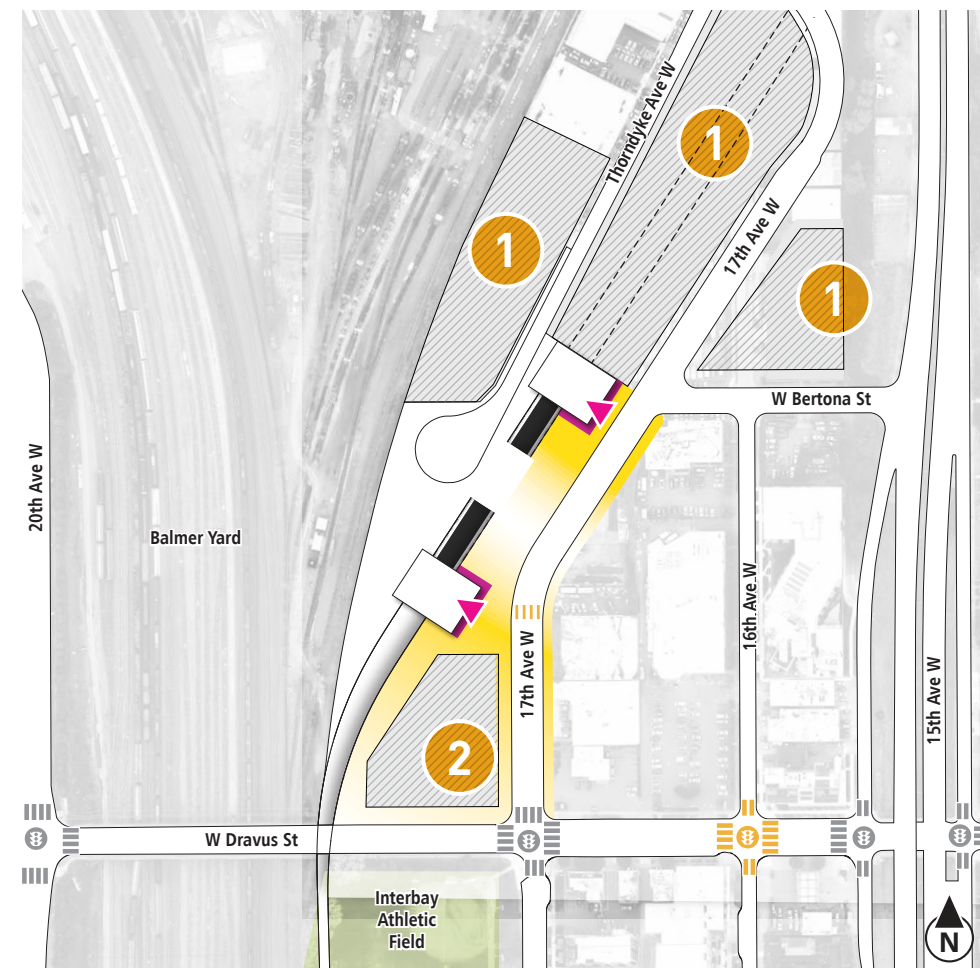 Thorndyke Ave W
1
1
17th Ave W
1
W Bertona St
20th Ave W
Balmer Yard
16th Ave W
17th Ave W
15th Ave W
2
W Dravus St
Interbay
Athletic
Field
N